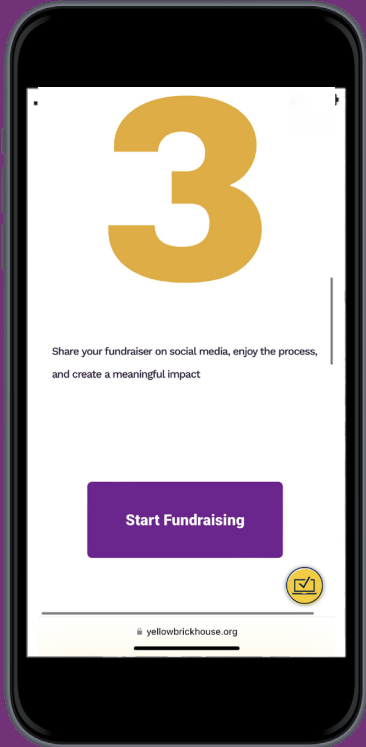 3
Share your fundraiser on social media, enjoy the process,
and create a meaningful impact
Start Fundraising
yellowbrickhouse.org